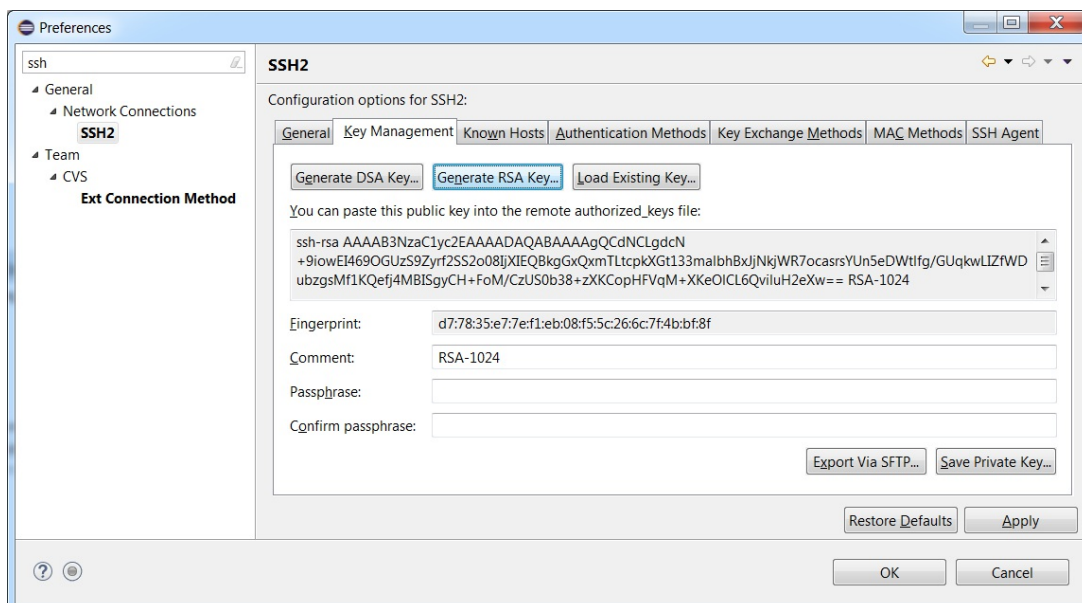 Preferences
ssh
General
Network Connections
SSH2
Team
CVS
Ext Connection Method
SSH2
Configuration options for SSH2:
General Key Management Known Hosts Authentication Methods Key Exchange Methods MAC Methods SSH Agent
Generate DSA Key... Generate RSA Key... Load Existing Key...
You can paste this public key into the remote authorized_keys file:
ssh-rsa AAAAB3NzaC1yc2EAAAADAQABAAAAgQCdNCLgdcN
+9iowEI469OGUzS9Zyrf2SS2o08IjXIEQBkgGxQxmTLtcpkXGt133malbhBxJjNkjWR7ocasrsYUn5eDWtIfg/GUqkwLIZfWD
ubzgsMf1KQefj4MBISgyCH+FoM/CzUS0b38+zXKCopHFVqM+XKeOlCL6QviluH2eXw== RSA-1024
Fingerprint: d7:78:35:e7:7e:f1:eb:08:f5:5c:26:6c:7f:4b:bf:8f
Comment: RSA-1024
Passphrase:
Confirm passphrase:
Export Via SFTP... Save Private Key...
Restore Defaults Apply
OK Cancel